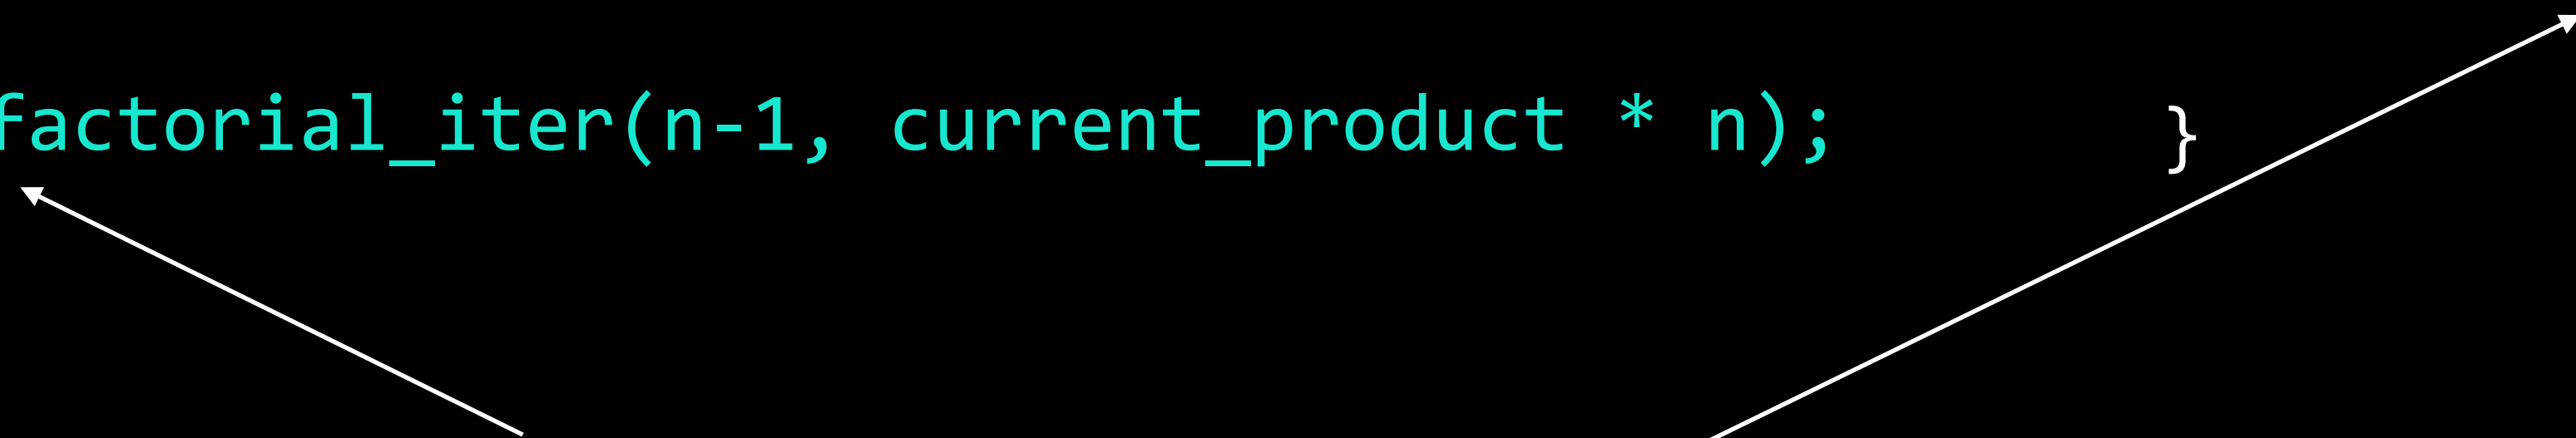 factorial_iter(n-1, current_product * n); }